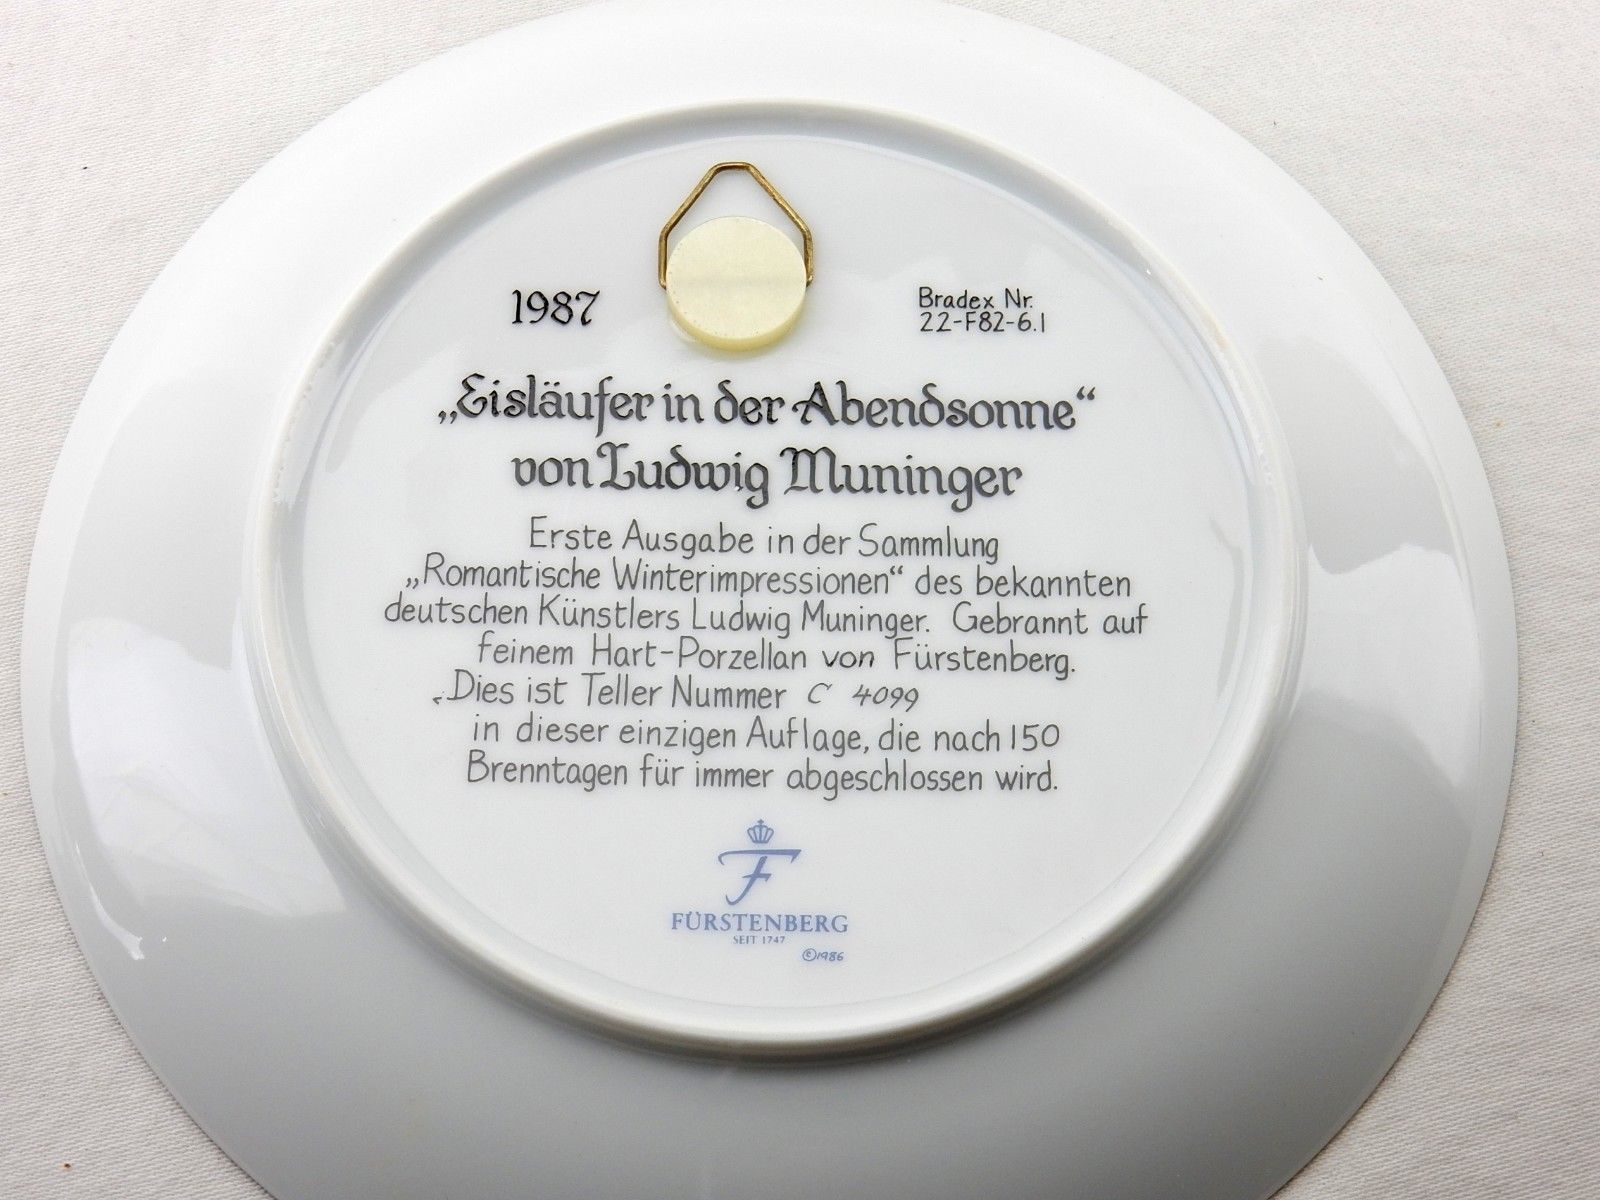 1987
Bradex Nr.
22-F82-6.1
„Eisläufer in der Abendsonne“
von Ludwig Muninger
Erste Ausgabe in der Sammlung
„Romantische Winterimpressionen“ des bekannten
deutschen Künstlers Ludwig Muninger. Gebrannt auf
feinem Hart-Porzellan von Fürstenberg.
Dies ist Teller Nummer C 4099
in dieser einzigen Auflage, die nach 150
Brenntagen für immer abgeschlossen wird.
F
FÜRSTENBERG
SEIT 1747
©1986